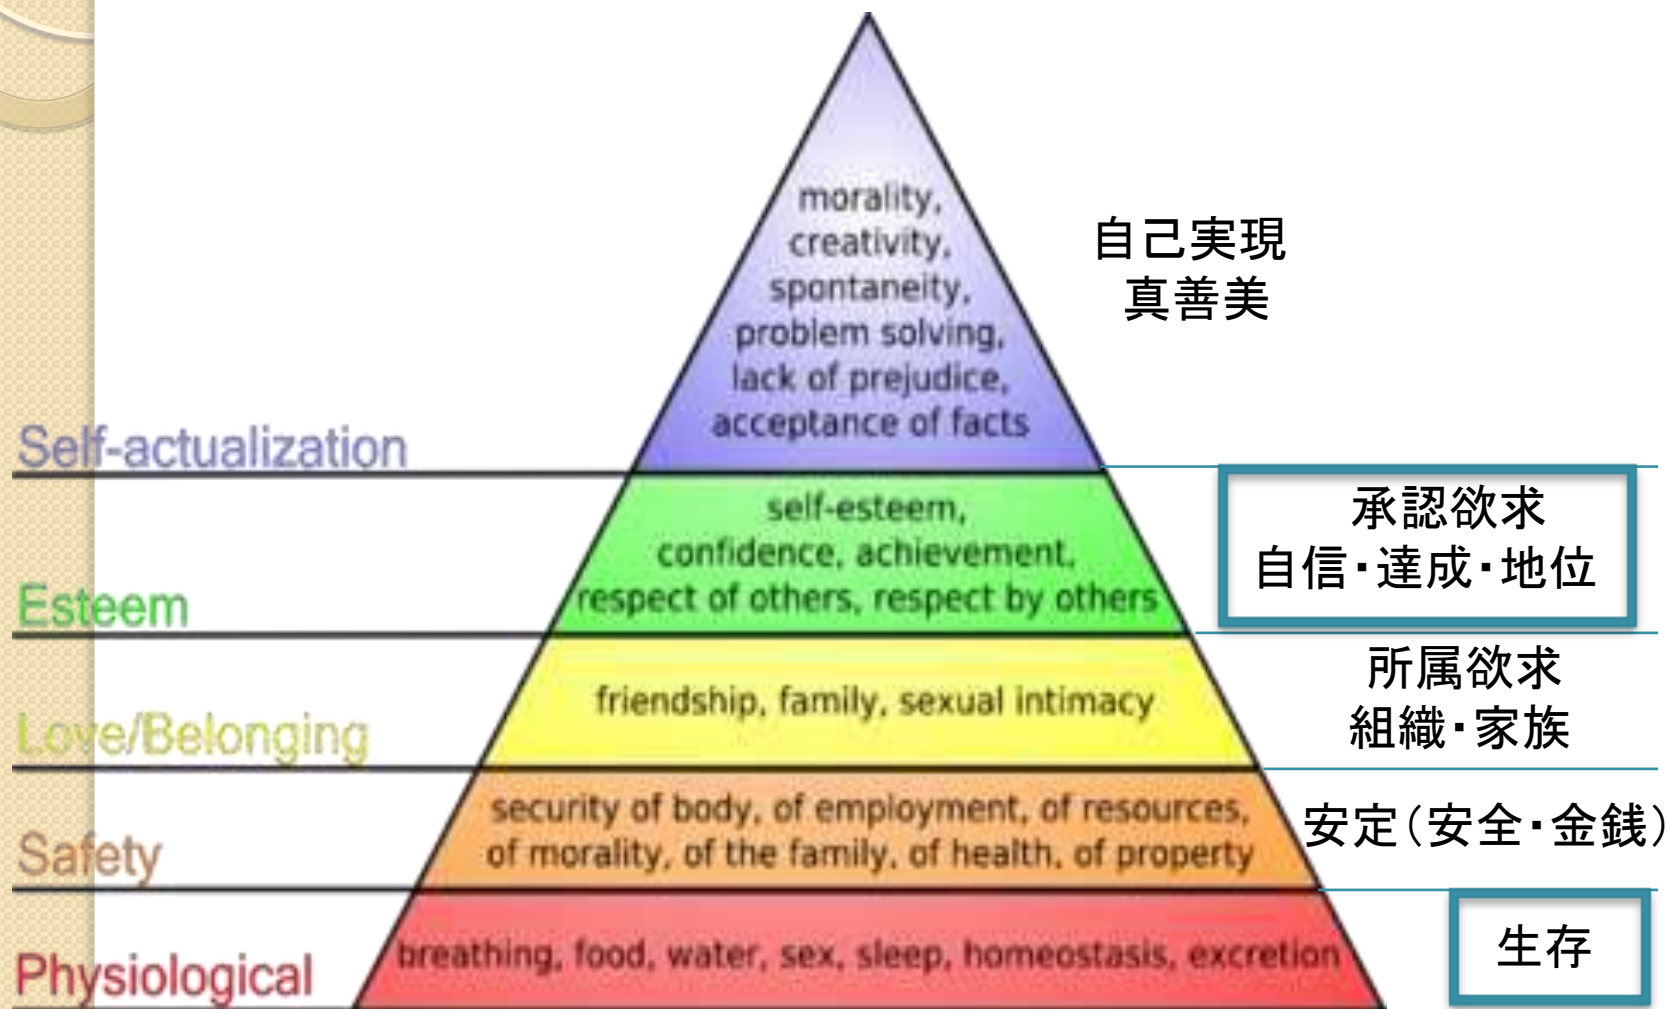 morality,
creativity,
spontaneity,
problem solving,
lack of prejudice,
acceptance of facts
自己実現
真善美
Self-actualization
self-esteem,
confidence, achievement,
respect of others, respect by others
承認欲求
自信・達成・地位
Esteem
friendship, family, sexual intimacy
所属欲求
組織・家族
Love/Belonging
security of body, of employment, of resources,
of morality, of the family, of health, of property
安定(安全・金銭)
Safety
breathing, food, water, sex, sleep, homeostasis, excretion
生存
Physiological